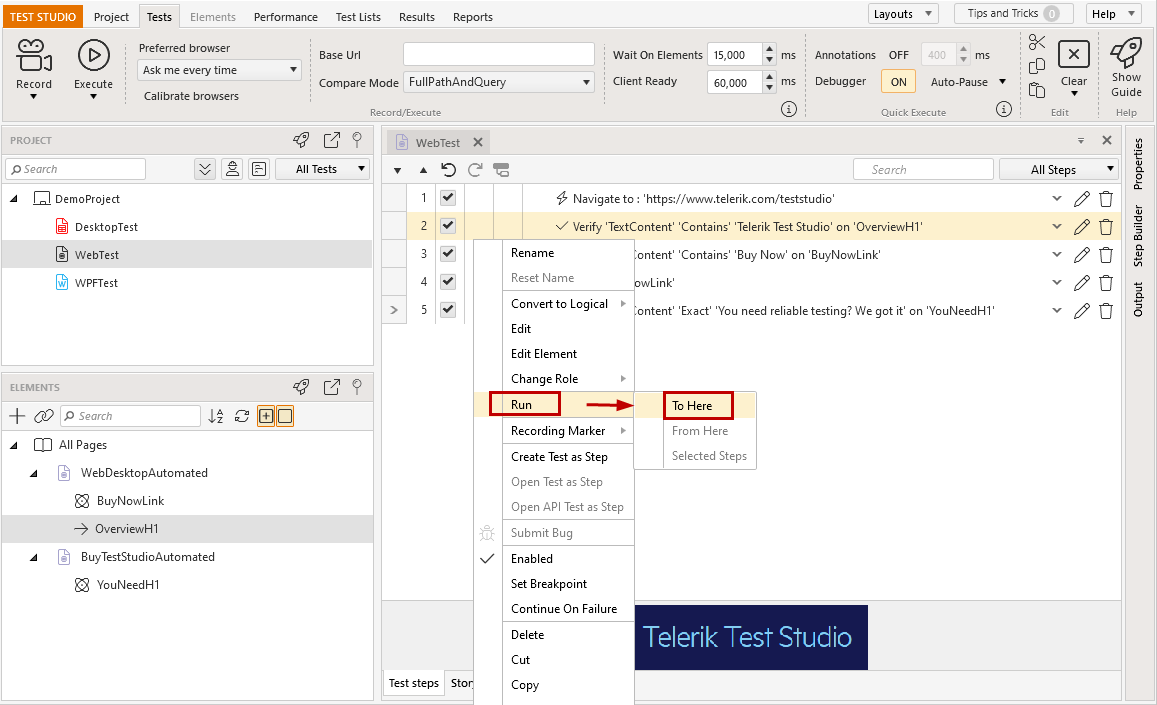 TEST STUDIO Project Tests Elements Performance Test Lists Results Reports Layouts Tips and Tricks 0 Help
Record
Execute
Preferred browser
Ask me every time
Calibrate browsers
Base Url
Compare Mode FullPathAndQuery
Record/Execute
Wait On Elements 15,000 ms
Client Ready 60,000 ms
Annotations OFF 400 ms
Debugger ON Auto-Pause
Quick Execute
Clear
Edit
Show
Guide
Help
PROJECT
Search All Tests
DemoProject
DesktopTest
WebTest
WPFTest
ELEMENTS
Search
All Pages
WebDesktopAutomated
BuyNowLink
OverviewH1
BuyTestStudioAutomated
YouNeedH1
WebTest
Search All Steps
1 Navigate to : 'https://www.telerik.com/teststudio'
2 Verify 'TextContent' 'Contains' 'Telerik Test Studio' on 'OverviewH1'
3 Content' 'Contains' 'Buy Now' on 'BuyNowLink'
4 owLink'
5 Content' 'Exact' 'You need reliable testing? We got it' on 'YouNeedH1'
Rename
Reset Name
Convert to Logical
Edit
Edit Element
Change Role
Run
Recording Marker
Create Test as Step
Open Test as Step
Open API Test as Step
Submit Bug
Enabled
Set Breakpoint
Continue On Failure
Delete
Cut
Copy
To Here
From Here
Selected Steps
Telerik Test Studio
Test steps Stor
Properties
Step Builder
Output